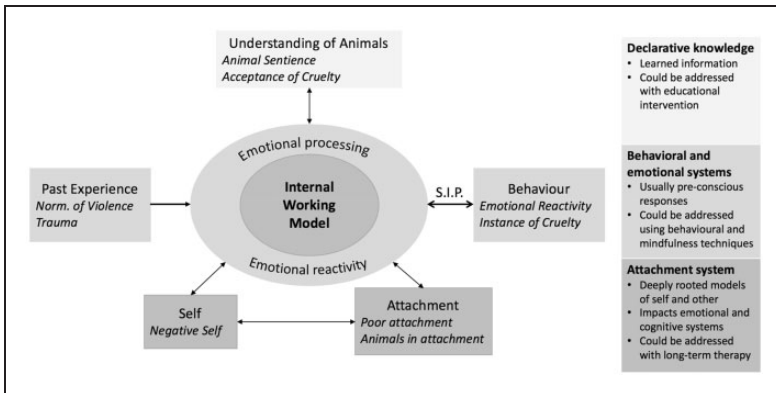 Understanding of Animals
Animal Sentience
Acceptance of Cruelty
Emotional processing
Past Experience
Norm. of Violence
Trauma
Internal
Working
Model
S.I.P.
Behaviour
Emotional Reactivity
Instance of Cruelty
Emotional reactivity
Self
Negative Self
Attachment
Poor attachment
Animals in attachment
Declarative knowledge
• Learned information
• Could be addressed
with educational
intervention
Behavioral and
emotional systems
• Usually pre-conscious
responses
• Could be addressed
using behavioural and
mindfulness techniques
Attachment system
• Deeply rooted models
of self and other
• Impacts emotional and
cognitive systems
• Could be addressed
with long-term therapy